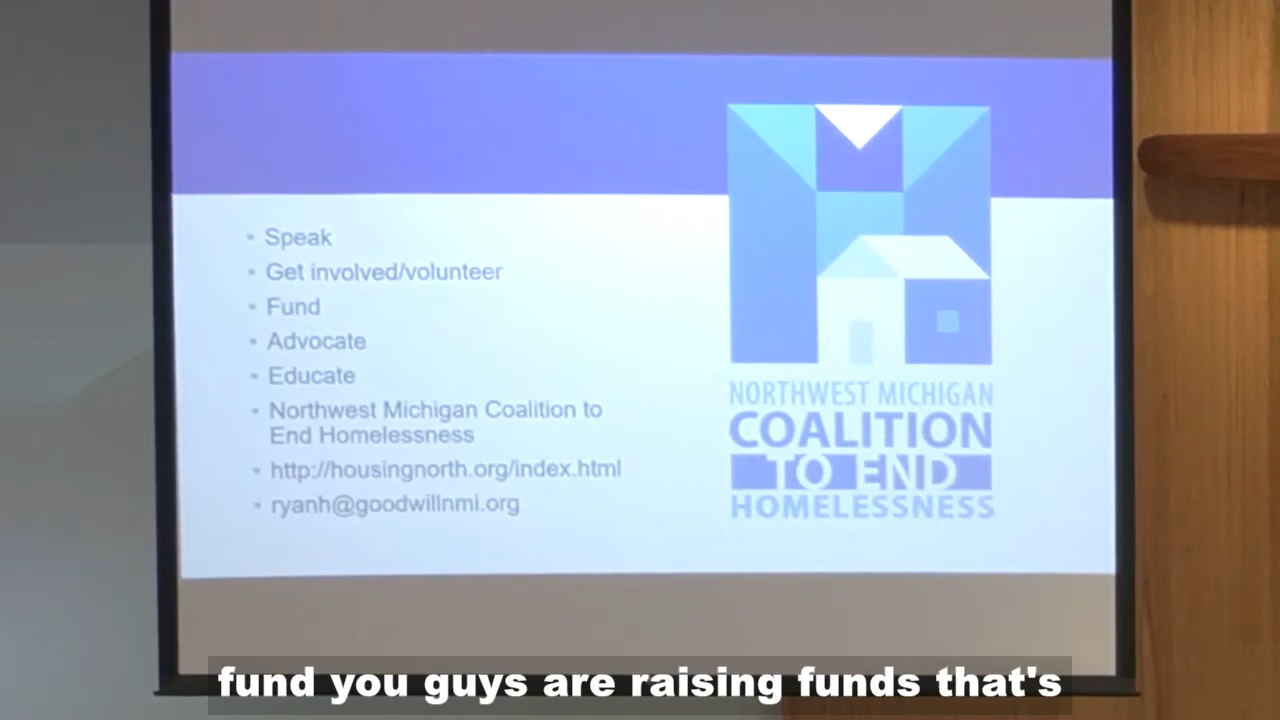 • Speak
• Get involved/volunteer
• Fund
• Advocate
• Educate
• Northwest Michigan Coalition to
End Homelessness
• http://housingnorth.org/index.html
• ryanh@goodwillnmi.org
NORTHWEST MICHIGAN
COALITION
TO END
HOMELESSNESS
fund you guys are raising funds that's